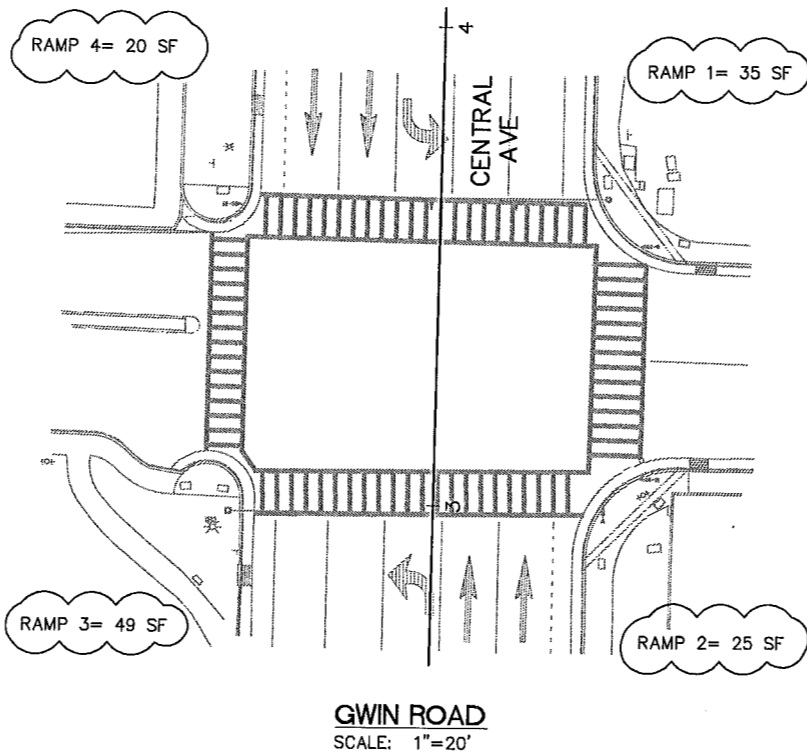 4
RAMP 4= 20 SF
RAMP 1= 35 SF
CENTRAL
AVE
3
RAMP 3= 49 SF
RAMP 2= 25 SF
GWIN ROAD
SCALE: 1"=20'